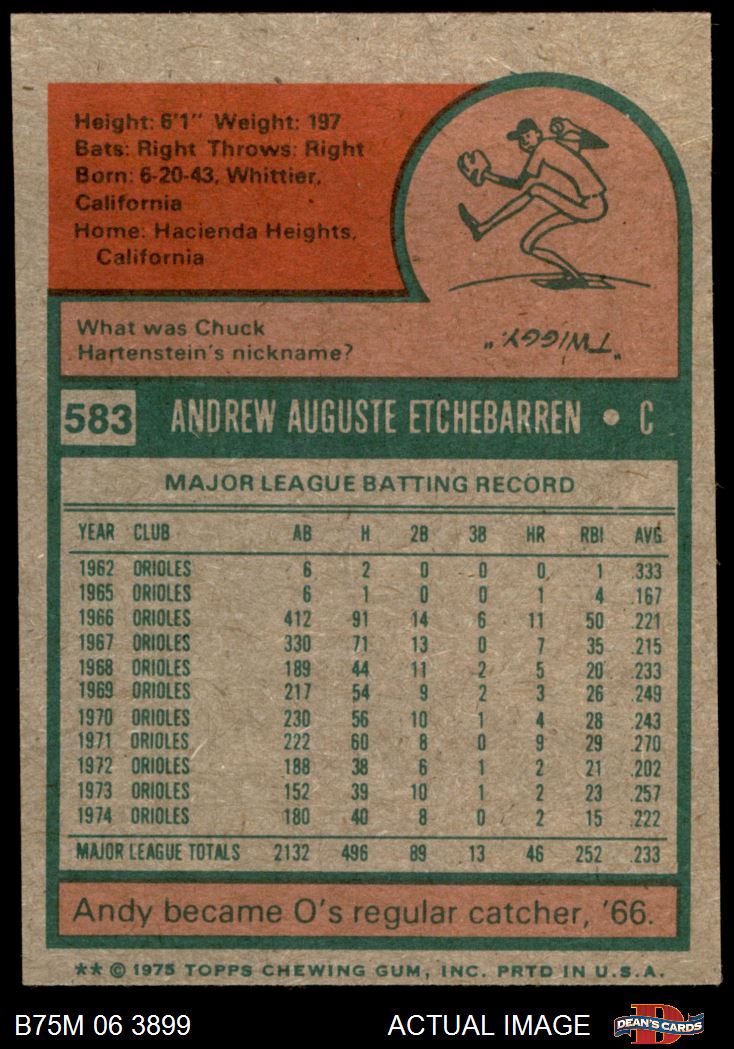 Height: 6'1" Weight: 197
Bats: Right Throws: Right
Born: 6-20-43, Whittier,
California
Home: Hacienda Heights,
California
What was Chuck
Hartenstein's nickname?
"TWIGGY."
583 ANDREW AUGUSTE ETCHEBARREN • C
MAJOR LEAGUE BATTING RECORD
YEAR CLUB AB H 2B 3B HR RBI AVG.
1962 ORIOLES 6 2 0 0 0 1 .333
1965 ORIOLES 6 1 0 0 1 4 .167
1966 ORIOLES 412 91 14 6 11 50 .221
1967 ORIOLES 330 71 13 0 7 35 .215
1968 ORIOLES 189 44 11 2 5 20 .233
1969 ORIOLES 217 54 9 2 3 26 .249
1970 ORIOLES 230 56 10 1 4 28 .243
1971 ORIOLES 222 60 8 0 9 29 .270
1972 ORIOLES 188 38 6 1 2 21 .202
1973 ORIOLES 152 39 10 1 2 23 .257
1974 ORIOLES 180 40 8 0 2 15 .222
MAJOR LEAGUE TOTALS 2132 496 89 13 46 252 .233
Andy became O's regular catcher, '66.
** © 1975 TOPPS CHEWING GUM, INC. PRTD IN U.S.A.
B75M 06 3899 ACTUAL IMAGE DEAN'S CARDS